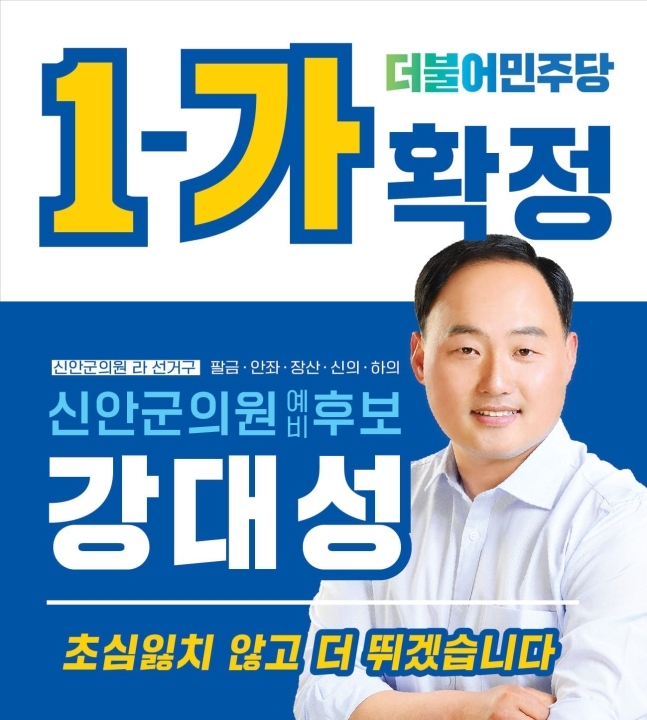 1-가 더불어민주당
확정
신안군의원 라 선거구 팔금·안좌·장산·신의·하의
신안군의원 예비 후보
강대성
초심잃치 않고 더 뛰겠습니다